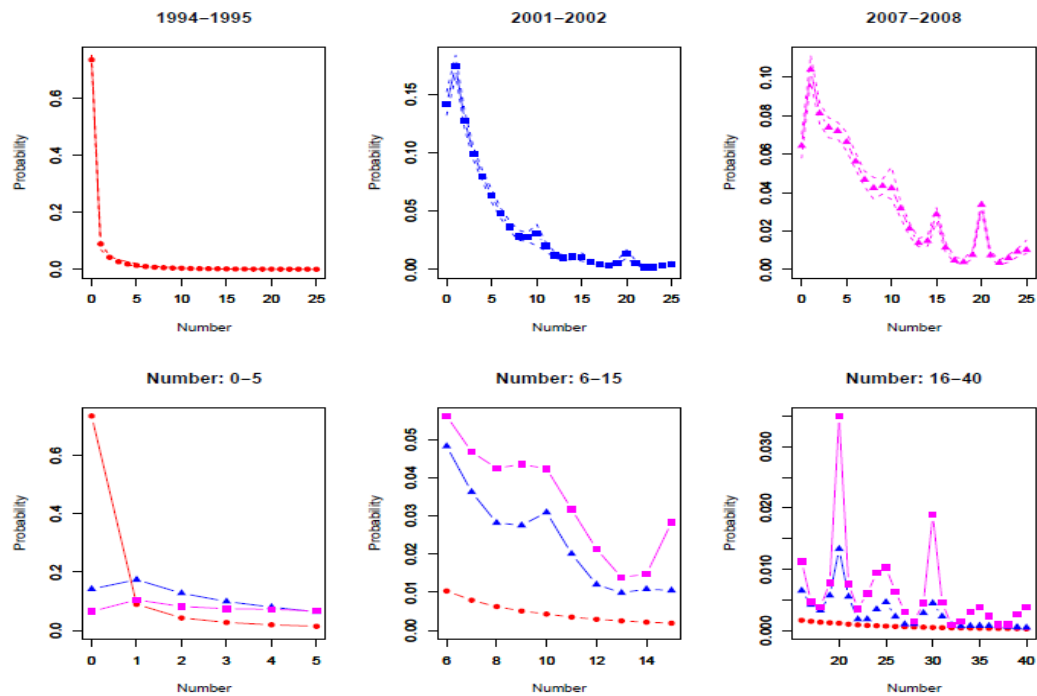 1994–1995
Probability
0.0 0.2 0.4 0.6
0 5 10 15 20 25
Number
2001–2002
Probability
0.00 0.05 0.10 0.15
0 5 10 15 20 25
Number
2007–2008
Probability
0.00 0.02 0.04 0.06 0.08 0.10
0 5 10 15 20 25
Number
Number: 0–5
Probability
0.0 0.2 0.4 0.6
0 1 2 3 4 5
Number
Number: 6–15
Probability
0.00 0.01 0.02 0.03 0.04 0.05
6 8 10 12 14
Number
Number: 16–40
Probability
0.000 0.010 0.020 0.030
20 25 30 35 40
Number